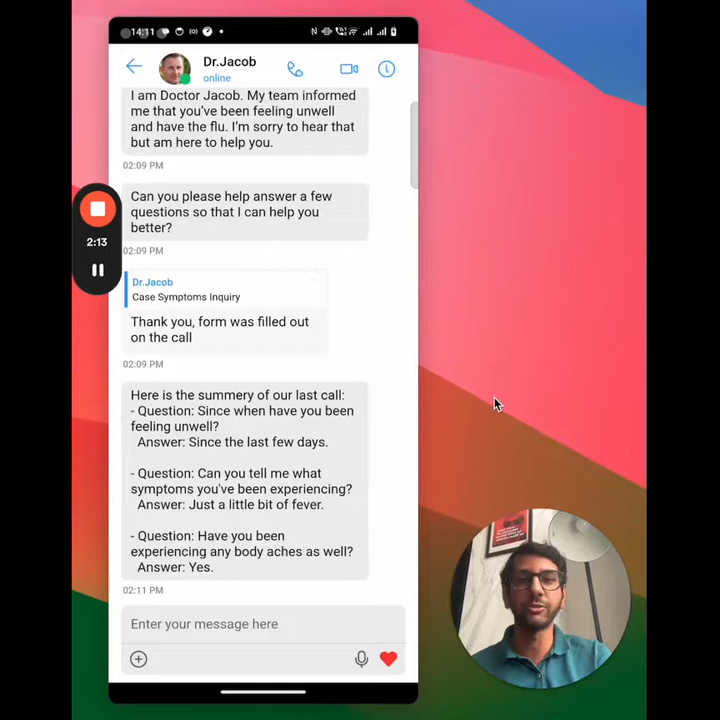 14:11
Dr.Jacob
online
I am Doctor Jacob. My team informed
me that you've been feeling unwell
and have the flu. I'm sorry to hear that
but am here to help you.
02:09 PM
Can you please help answer a few
questions so that I can help you
better?
02:09 PM
2:13
Dr.Jacob
Case Symptoms Inquiry
Thank you, form was filled out
on the call
02:09 PM
Here is the summery of our last call:
- Question: Since when have you been
feeling unwell?
Answer: Since the last few days.
- Question: Can you tell me what
symptoms you've been experiencing?
Answer: Just a little bit of fever.
- Question: Have you been
experiencing any body aches as well?
Answer: Yes.
02:11 PM
Enter your message here